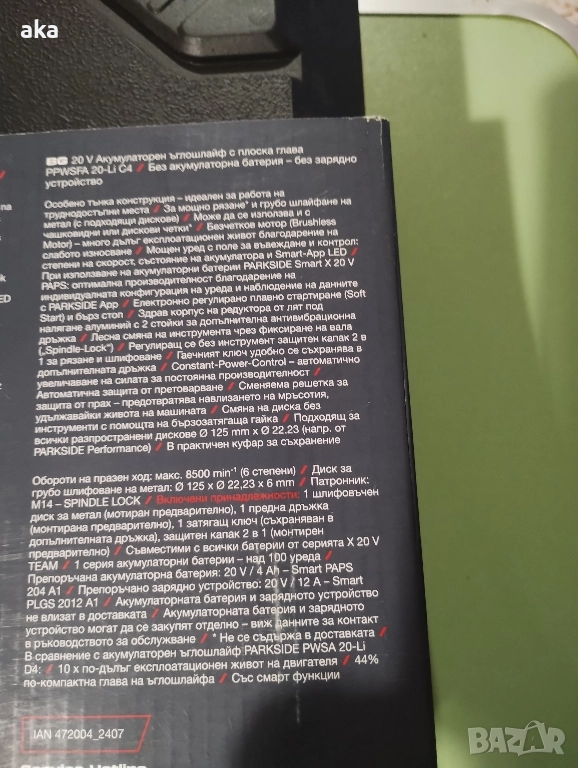 aka
BG 20 V Акумулаторен ъглошлайф с плоска глава
PPWSFA 20-Li C4 / Без акумулаторна батерия – без зарядно
устройство
Особено тънка конструкция – идеален за работа на
труднодостъпни места / За мощно рязане* и грубо шлайфане на
метал (с подходящи дискове) / Може да се използва и с
чашковидни или дискови четки* / Безчетков мотор (Brushless
Motor) – много дълъг експлоатационен живот благодарение на
слабото износване / Мощен уред с поле за въвеждане и контрол:
степени на скорост, състояние на акумулатора и Smart-App LED /
При използване на акумулаторни батерии PARKSIDE Smart X 20 V
PAPS: оптимална производителност благодарение на
индивидуалната конфигурация на уреда и наблюдение на данните
с PARKSIDE App / Електронно регулирано плавно стартиране (Soft
Start) и бърз стоп / Здрав корпус на редуктора от лят под
налягане алуминий с 2 стойки за допълнителна антивибрационна
дръжка / Лесна смяна на инструмента чрез фиксиране на вала
(„Spindle-Lock") / Регулиращ се без инструмент защитен капак 2 в
1 за рязане и шлифоване / Гаечният ключ удобно се съхранява в
допълнителната дръжка / Constant-Power-Control – автоматично
увеличаване на силата за постоянна производителност /
Автоматична защита от претоварване / Сменяема решетка за
защита от прах – предотвратява навлизането на мръсотия,
удължавайки живота на машината / Смяна на диска без
инструменти с помощта на бързозатягаща гайка / Подходящ за
всички разпространени дискове Ø 125 mm x Ø 22.23 (напр. от
PARKSIDE Performance) / В практичен куфар за съхранение
Обороти на празен ход: макс. 8500 min⁻¹ (6 степени) / Диск за
грубо шлифоване на метал: Ø 125 x Ø 22,23 x 6 mm / Патронник:
M14 – SPINDLE LOCK / Включени принадлежности: 1 шлифовъчен
диск за метал (мотиран предварително), 1 предна дръжка
(монтирана предварително), 1 затягащ ключ (съхраняван в
допълнителната дръжка), защитен капак 2 в 1 (монтирен
предварително) / Съвместими с всички батерии от серията X 20 V
TEAM / 1 серия акумулаторни батерии – над 100 уреда /
Препоръчана акумулаторна батерия: 20 V / 4 Ah – Smart PAPS
204 A1 / Препоръчано зарядно устройство: 20 V / 12 A – Smart
PLGS 2012 A1 / Акумулаторната батерия и зарядното устройство
не влизат в доставката / Акумулаторната батерия и зарядното
устройство могат да се закупят отделно – виж данните за контакт
в ръководството за обслужване / * Не се съдържа в доставката /
В сравнение с акумулаторен ъглошлайф PARKSIDE PWSA 20-Li
D4: / 10 x по-дълъг експлоатационен живот на двигателя / 44%
по-компактна глава на ъглошлайфа / Със смарт функции
IAN 472004_2407
Service Hotline
BAZAR